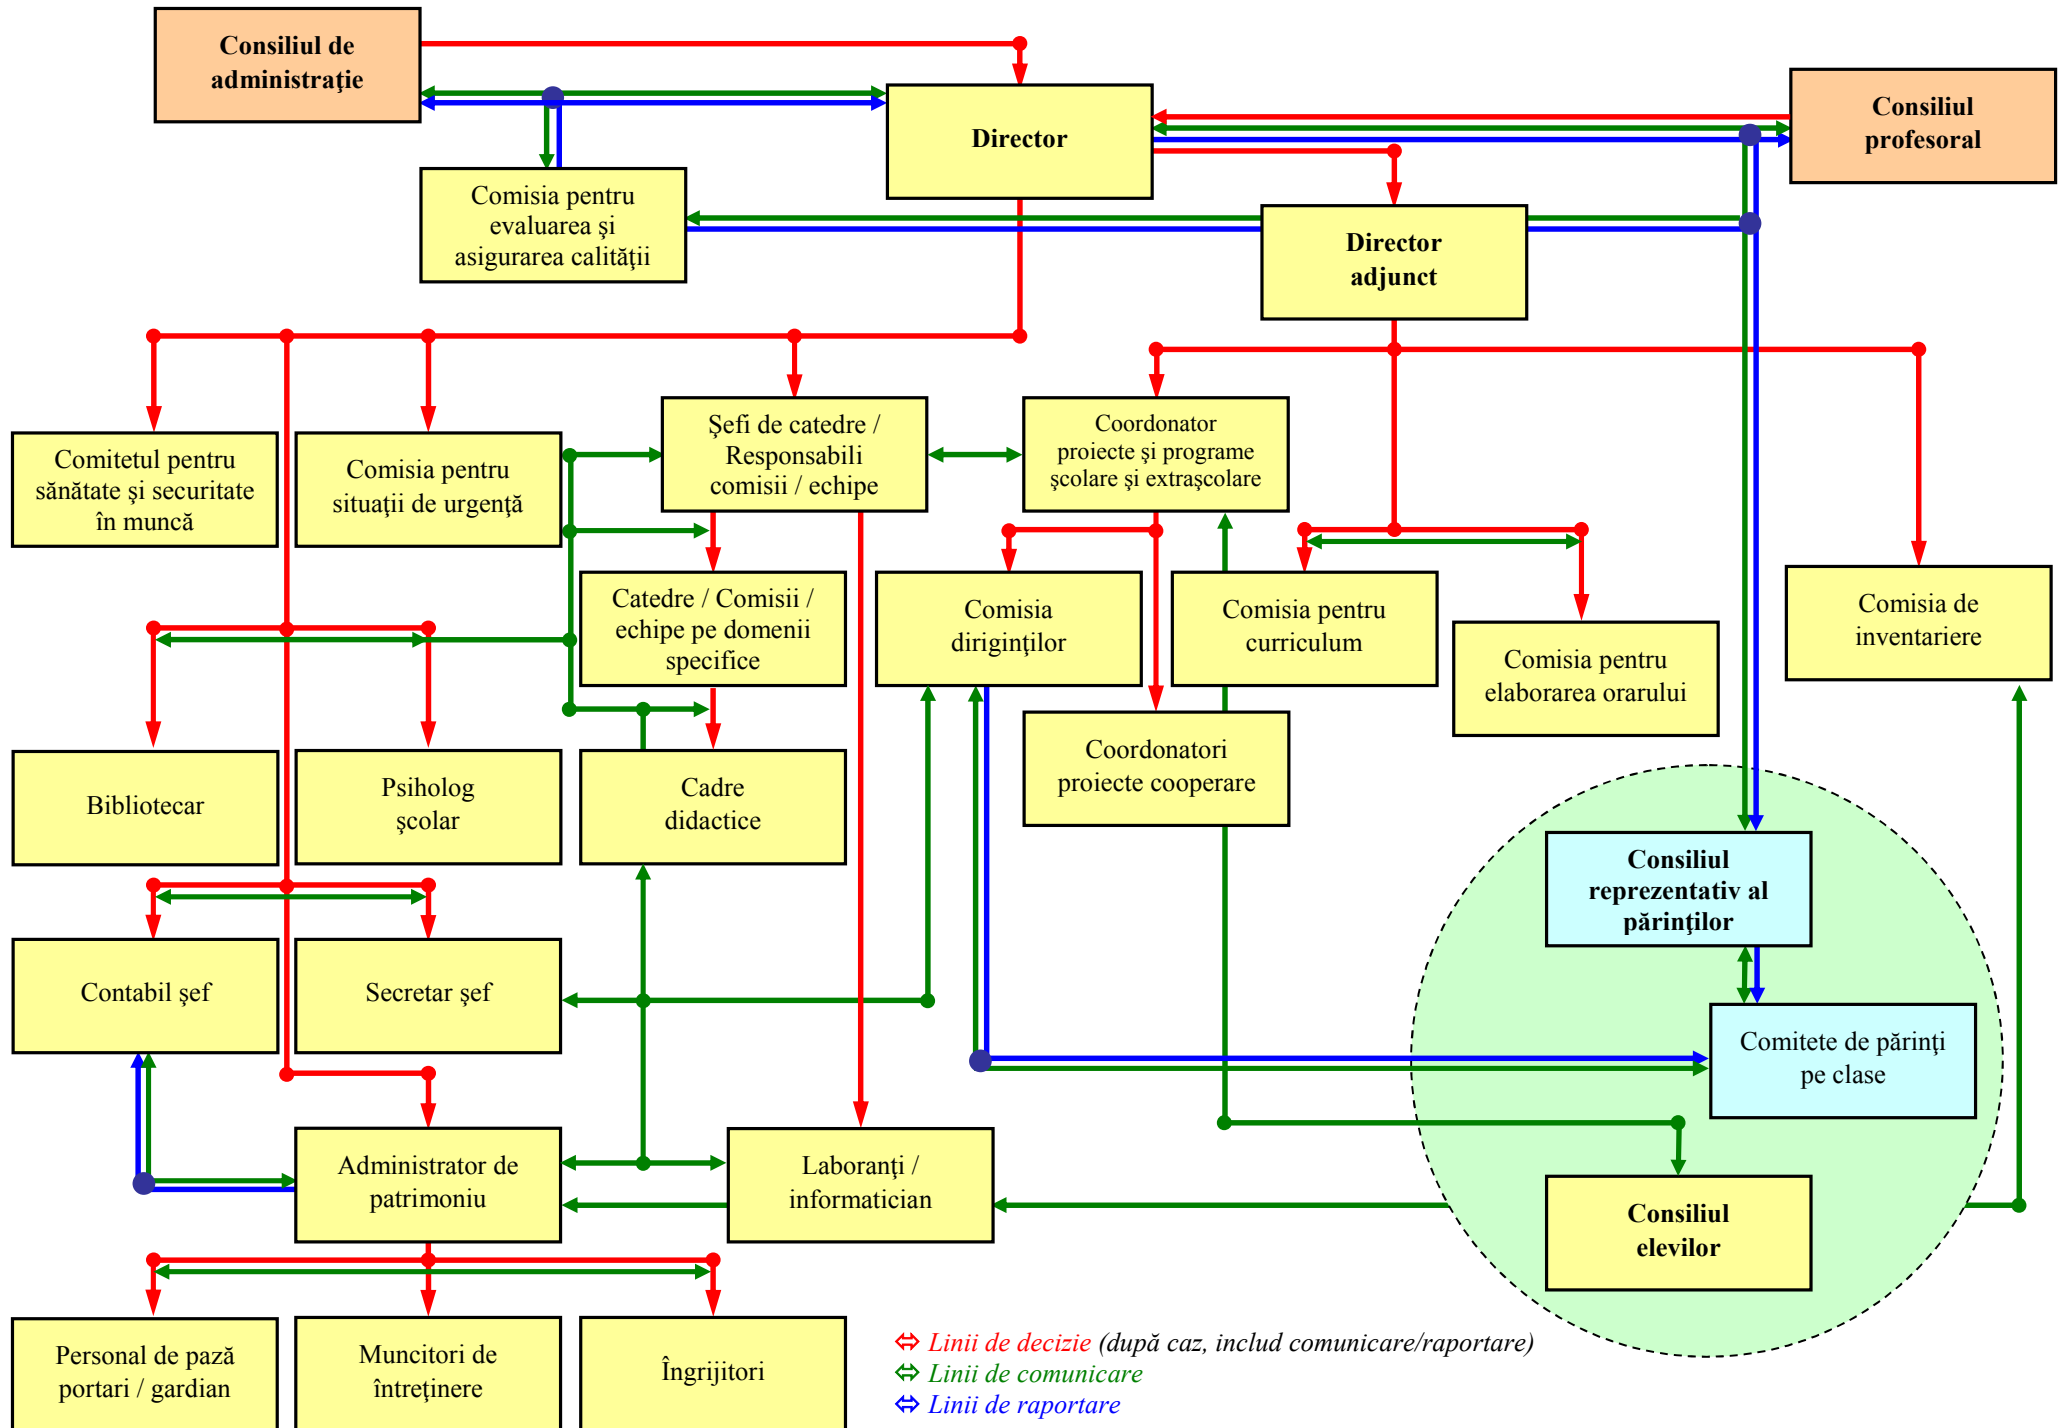 Consiliul de
administraţie
Director
Consiliul
profesoral
Comisia pentru
evaluarea şi
asigurarea calităţii
Director
adjunct
Comitetul pentru
sănătate şi securitate
în muncă
Comisia pentru
situaţii de urgenţă
Şefi de catedre /
Responsabili
comisii / echipe
Coordonator
proiecte şi programe
şcolare şi extraşcolare
Catedre / Comisii /
echipe pe domenii
specifice
Comisia
diriginţilor
Comisia pentru
curriculum
Comisia pentru
elaborarea orarului
Comisia de
inventariere
Bibliotecar
Psiholog
şcolar
Cadre
didactice
Coordonatori
proiecte cooperare
Consiliul
reprezentativ al
părinţilor
Contabil şef
Secretar şef
Comitete de părinţi
pe clase
Administrator de
patrimoniu
Laboranţi /
informatician
Consiliul
elevilor
Personal de pază
portari / gardian
Muncitori de
întreţinere
Îngrijitori
⇔ Linii de decizie (după caz, includ comunicare/raportare)
⇔ Linii de comunicare
⇔ Linii de raportare